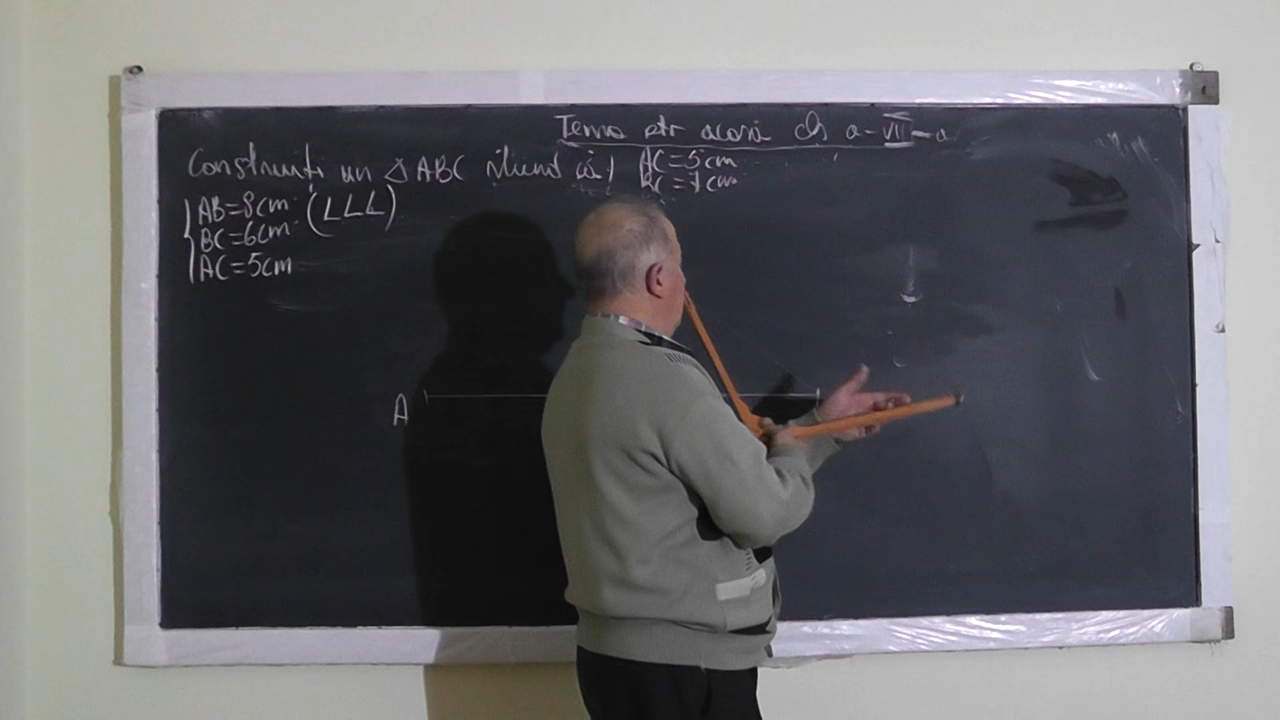 Tema ptr acasă cls a-VII-a
Construiți un △ ABC știind că AC=5cm
BC=7cm
AB=8cm (LLL)
BC=6cm
AC=5cm
A